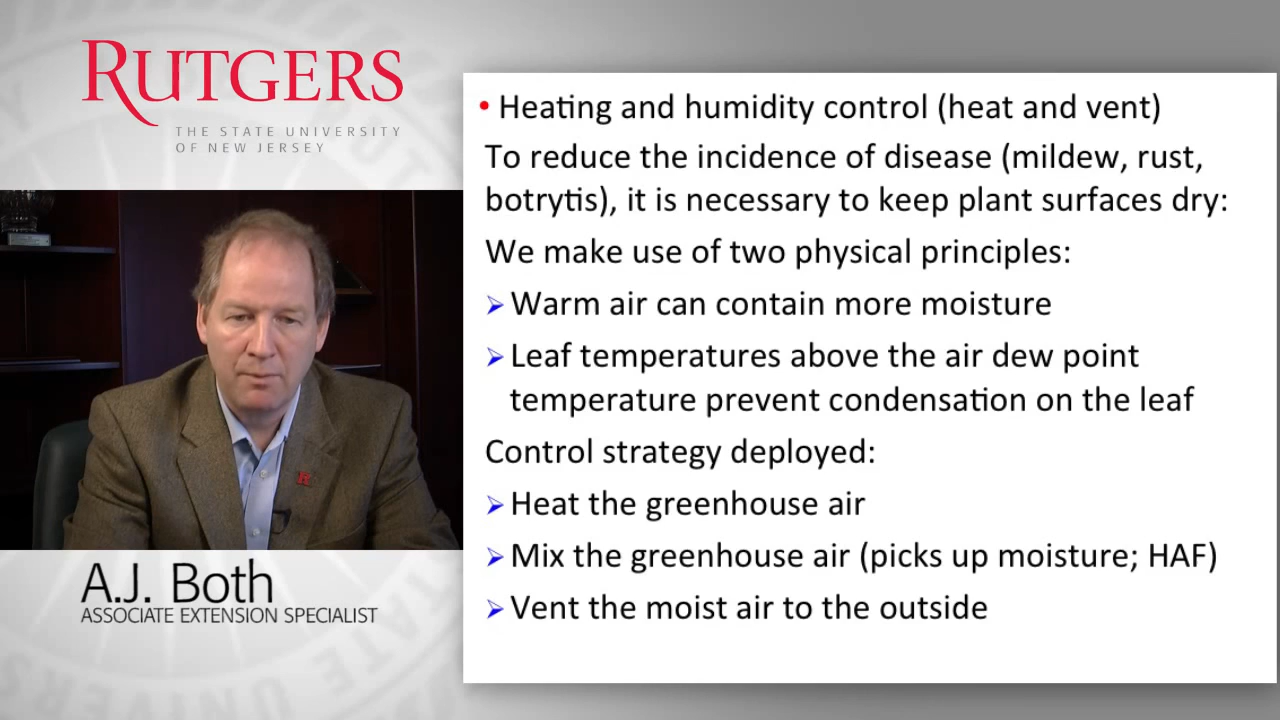 RUTGERS
THE STATE UNIVERSITY
OF NEW JERSEY
A.J. Both
ASSOCIATE EXTENSION SPECIALIST
• Heating and humidity control (heat and vent)
To reduce the incidence of disease (mildew, rust,
botrytis), it is necessary to keep plant surfaces dry:
We make use of two physical principles:
➢ Warm air can contain more moisture
➢ Leaf temperatures above the air dew point
temperature prevent condensation on the leaf
Control strategy deployed:
➢ Heat the greenhouse air
➢ Mix the greenhouse air (picks up moisture; HAF)
➢ Vent the moist air to the outside